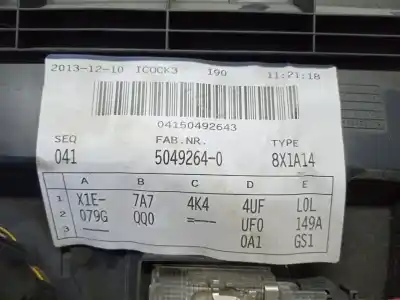 2013-12-10 ICOCK3 190 11:21:18
04150492643
SEQ FAB.NR. TYPE
041 5049264-0 8X1A14
A B C D E
1 X1E- 7A7 4K4 4UF L0L
2 079G QQ0 =--- UF0 149A
3 --- 0A1 GS1